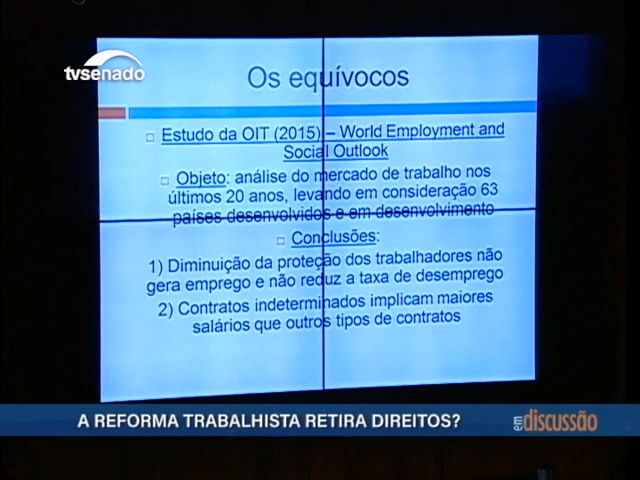 tvsenado
Os equívocos
Estudo da OIT (2015) – World Employment and
Social Outlook
Objeto: análise do mercado de trabalho nos
últimos 20 anos, levando em consideração 63
países desenvolvidos e em desenvolvimento
Conclusões:
1) Diminuição da proteção dos trabalhadores não
gera emprego e não reduz a taxa de desemprego
2) Contratos indeterminados implicam maiores
salários que outros tipos de contratos
A REFORMA TRABALHISTA RETIRA DIREITOS?
em discussão